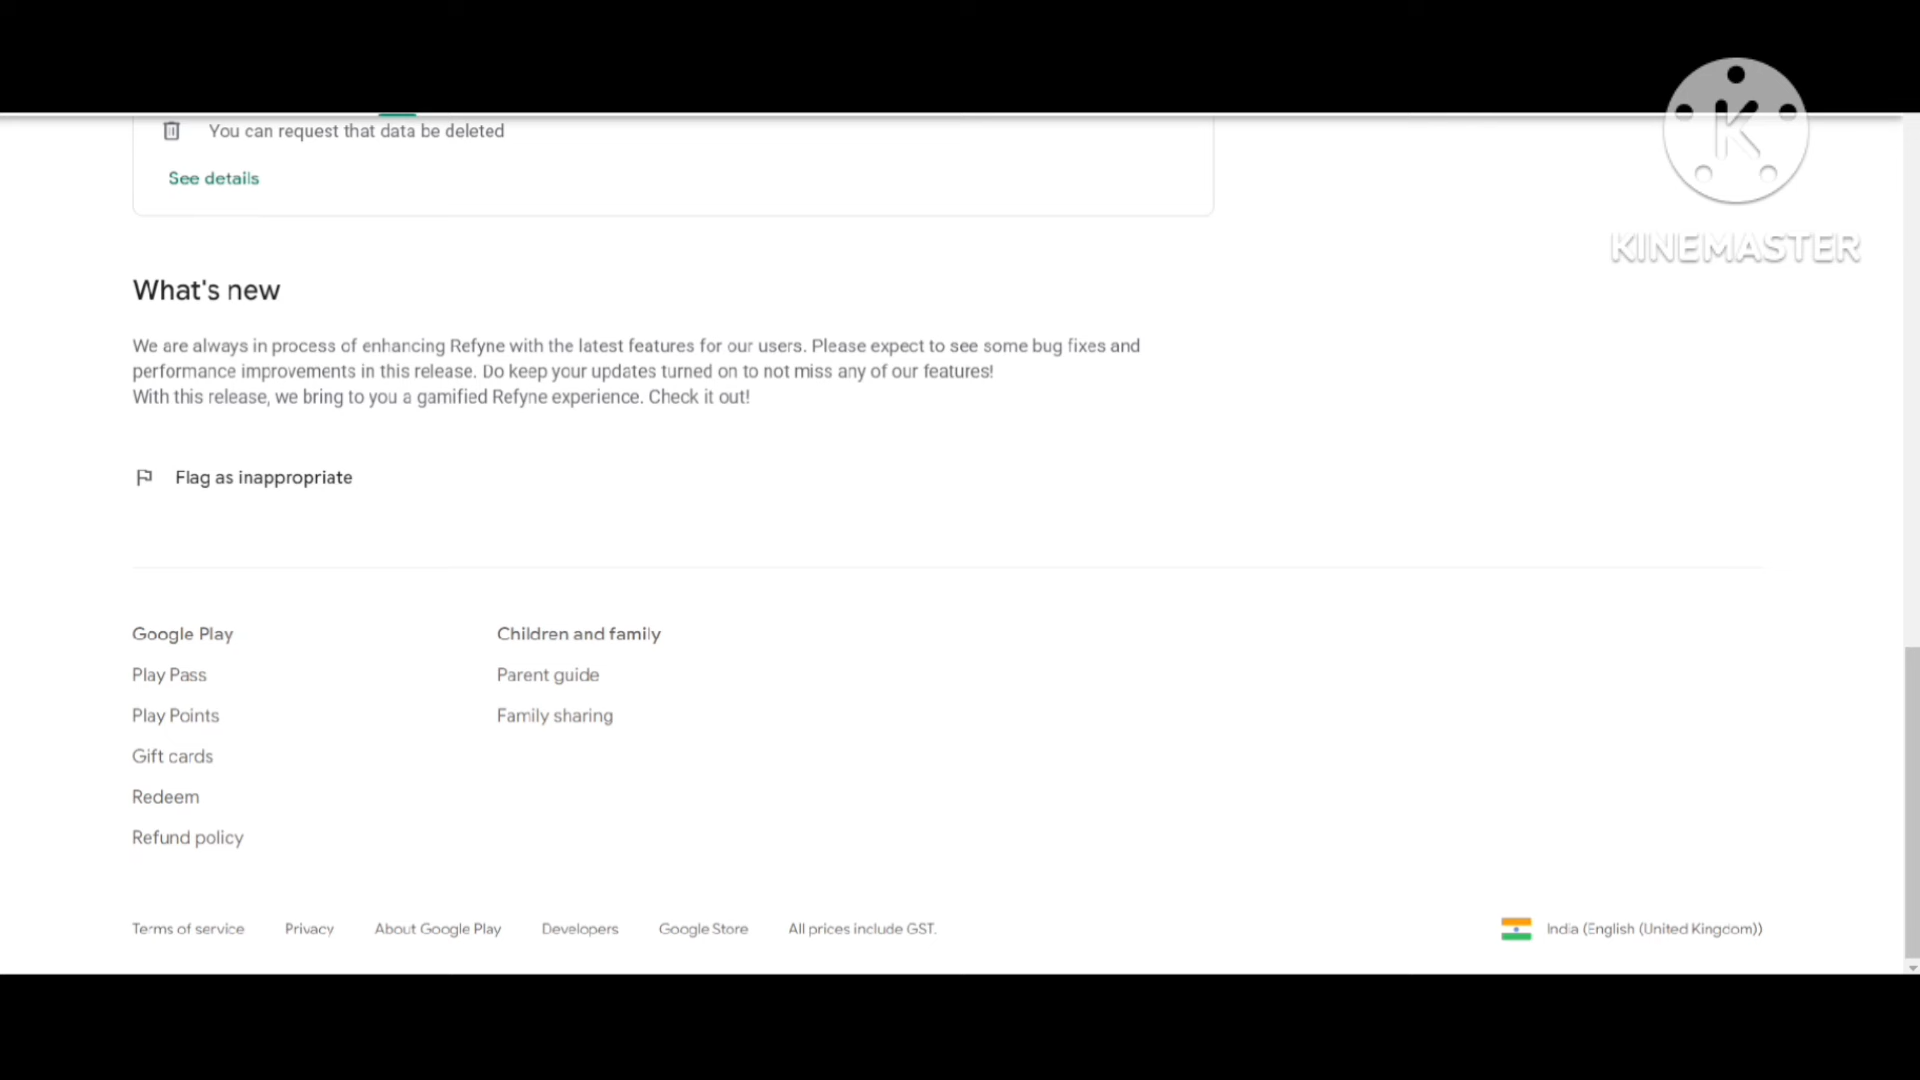 You can request that data be deleted
See details
K
KINEMASTER
What's new
We are always in process of enhancing Refyne with the latest features for our users. Please expect to see some bug fixes and
performance improvements in this release. Do keep your updates turned on to not miss any of our features!
With this release, we bring to you a gamified Refyne experience. Check it out!
Flag as inappropriate
Google Play
Children and family
Play Pass
Parent guide
Play Points
Family sharing
Gift cards
Redeem
Refund policy
Terms of service Privacy About Google Play Developers Google Store All prices include GST. India (English (United Kingdom))